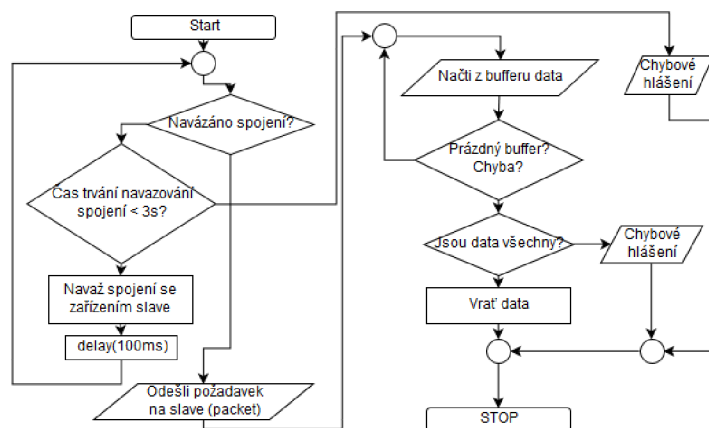 Start
Navázáno spojení?
Čas trvání navazování
spojení < 3s?
Navaž spojení se
zařízením slave
delay(100ms)
Odešli požadavek
na slave (packet)
Načti z bufferu data
Prázdný buffer?
Chyba?
Jsou data všechny?
Vrať data
Chybové
hlášení
Chybové
hlášení
STOP